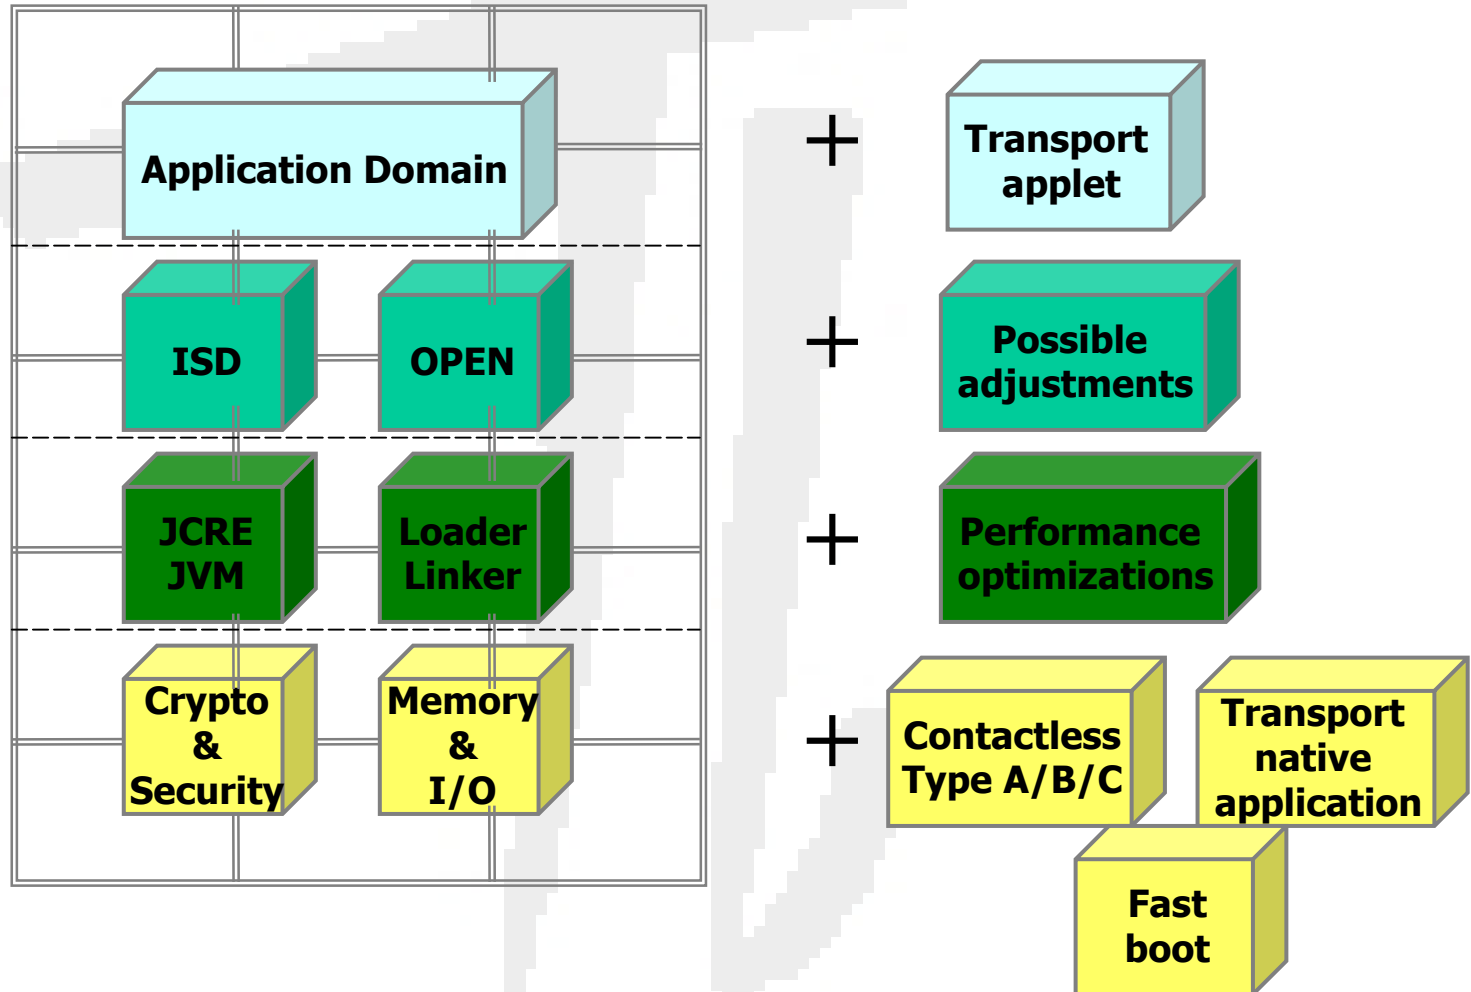 Application Domain
+
Transport
applet
ISD
OPEN
+
Possible
adjustments
JCRE
JVM
Loader
Linker
+
Performance
optimizations
Crypto
&
Security
Memory
&
I/O
+
Contactless
Type A/B/C
Transport
native
application
Fast
boot